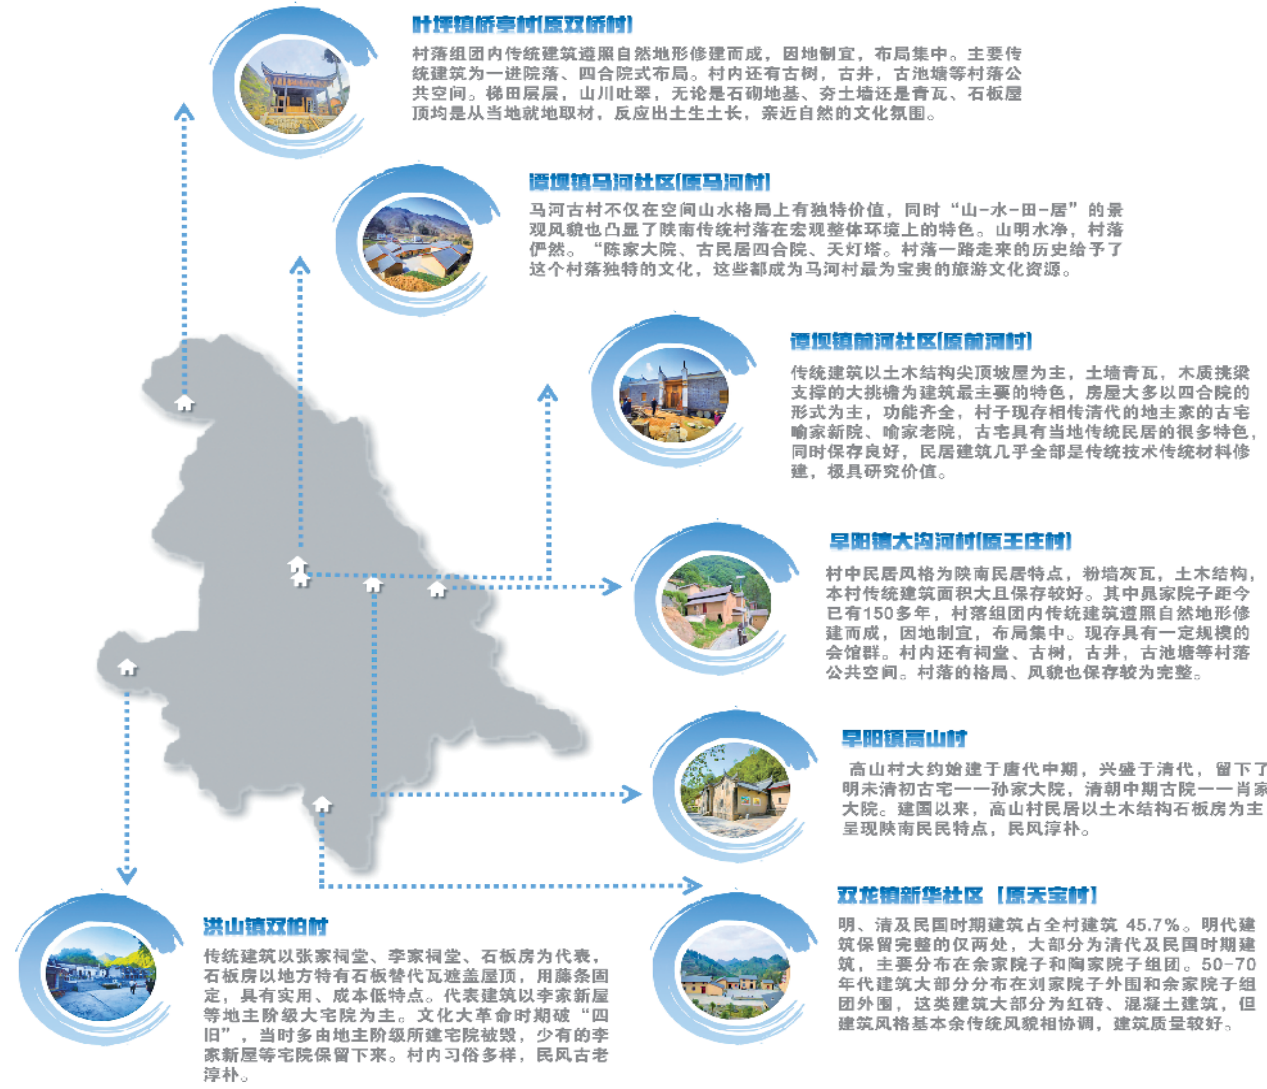 叶坪镇侨亭村(原双侨村)
村落组团内传统建筑遵照自然地形修建而成，因地制宜，布局集中。主要传
统建筑为一进院落、四合院式布局。村内还有古树，古井，古池塘等村落公
共空间。梯田层层，山川吐翠，无论是石砌地基、夯土墙还是青瓦、石板屋
顶均是从当地就地取材，反应出土生土长，亲近自然的文化氛围。
谭坝镇马河社区(原马河村)
马河古村不仅在空间山水格局上有独特价值，同时“山-水-田-居”的景
观风貌也凸显了陕南传统村落在宏观整体环境上的特色。山明水净，村落
俨然。“陈家大院、古民居四合院、天灯塔。村落一路走来的历史给予了
这个村落独特的文化，这些都成为马河村最为宝贵的旅游文化资源。
谭坝镇前河社区(原前河村)
传统建筑以土木结构尖顶坡屋为主，土墙青瓦，木质挑梁
支撑的大挑檐为建筑最主要的特色，房屋大多以四合院的
形式为主，功能齐全，村子现存相传清代的地主家的古宅
喻家新院、喻家老院，古宅具有当地传统民居的很多特色，
同时保存良好，民居建筑几乎全部是传统技术传统材料修
建，极具研究价值。
早阳镇大沟河村(原王庄村)
村中民居风格为陕南民居特点，粉墙灰瓦，土木结构，
本村传统建筑面积大且保存较好。其中晁家院子距今
已有150多年，村落组团内传统建筑遵照自然地形修
建而成，因地制宜，布局集中。现存具有一定规模的
会馆群。村内还有祠堂、古树，古井，古池塘等村落
公共空间。村落的格局、风貌也保存较为完整。
早阳镇高山村
高山村大约始建于唐代中期，兴盛于清代，留下了
明末清初古宅——孙家大院，清朝中期古院——肖家
大院。建国以来，高山村民居以土木结构石板房为主
呈现陕南民民特点，民风淳朴。
双龙镇新华社区【原天宝村】
明、清及民国时期建筑占全村建筑 45.7%。明代建
筑保留完整的仅两处，大部分为清代及民国时期建
筑，主要分布在余家院子和陶家院子组团。50-70
年代建筑大部分分布在刘家院子外围和余家院子组
团外围，这类建筑大部分为红砖、混凝土建筑，但
建筑风格基本余传统风貌相协调，建筑质量较好。
洪山镇双柏村
传统建筑以张家祠堂、李家祠堂、石板房为代表，
石板房以地方特有石板替代瓦遮盖屋顶，用藤条固
定，具有实用、成本低特点。代表建筑以李家新屋
等地主阶级大宅院为主。文化大革命时期破“四
旧”，当时多由地主阶级所建宅院被毁，少有的李
家新屋等宅院保留下来。村内习俗多样，民风古老
淳朴。